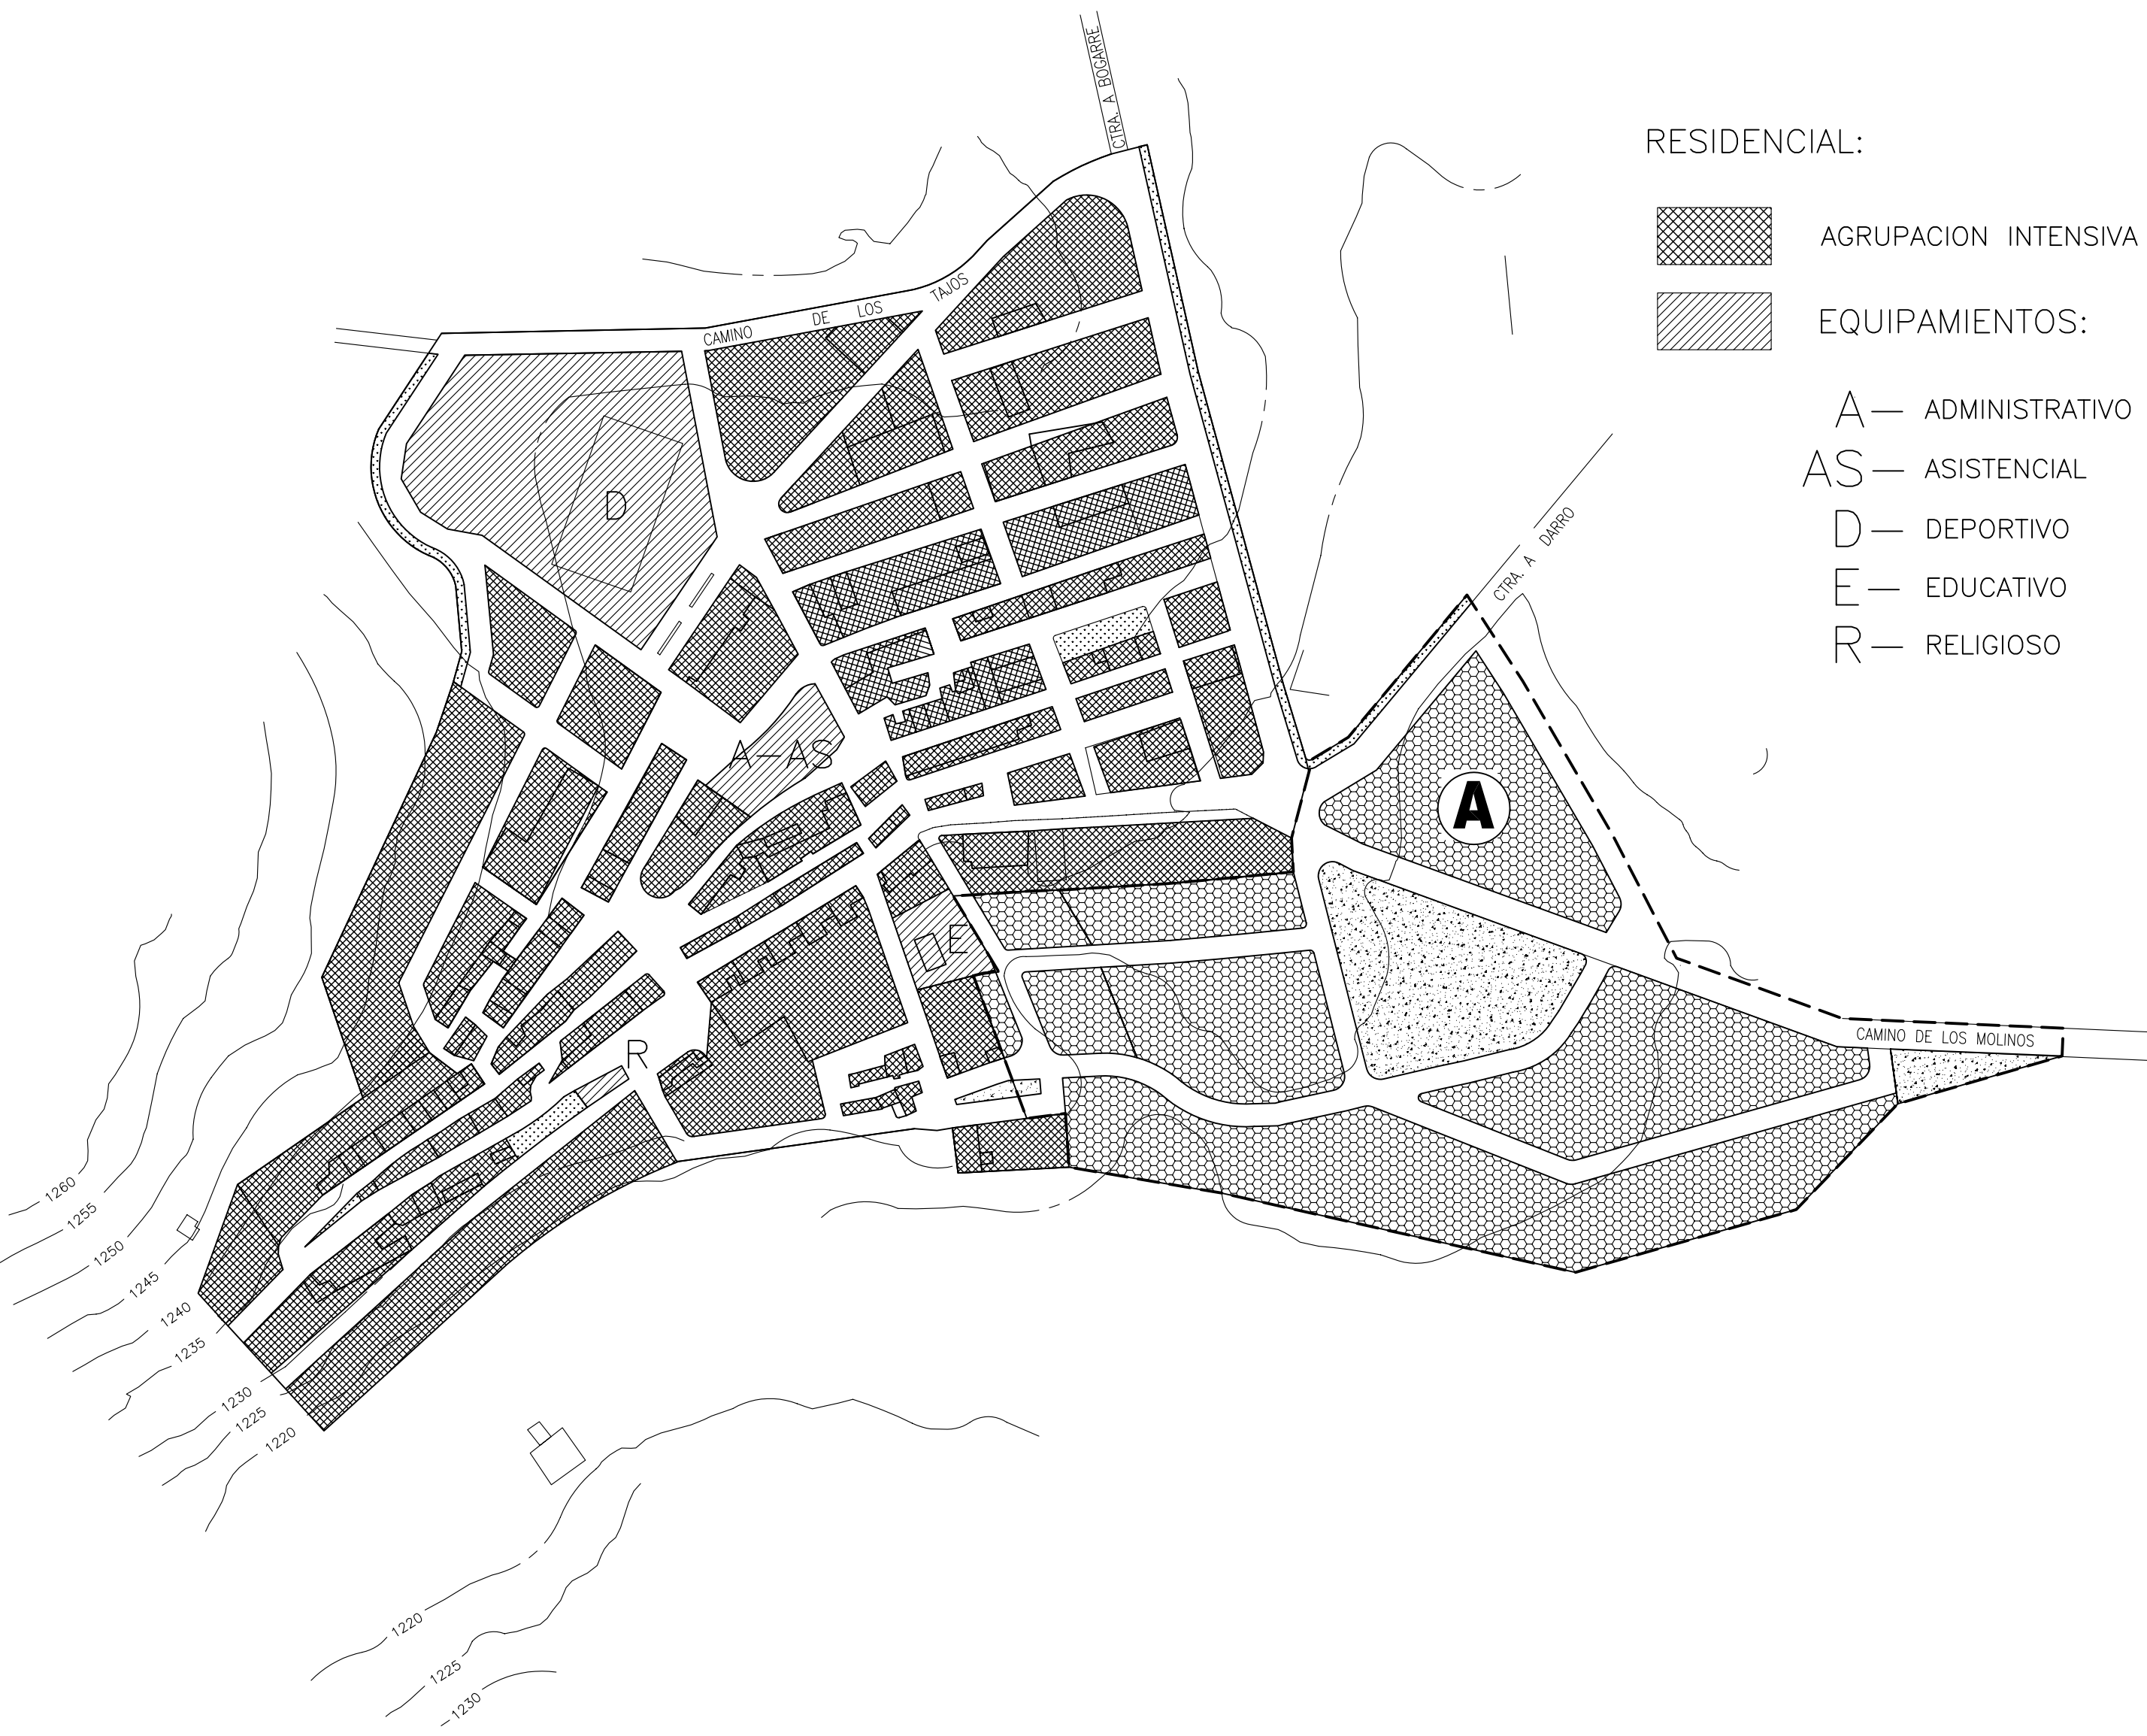 CTRA. A BOGARRE
RESIDENCIAL:
AGRUPACION INTENSIVA
EQUIPAMIENTOS:
A — ADMINISTRATIVO
AS — ASISTENCIAL
D — DEPORTIVO
E — EDUCATIVO
R — RELIGIOSO
CAMINO DE LOS TAJOS
D
CTRA. A DARRO
A-AS
A
E
CAMINO DE LOS MOLINOS
R
1260
1255
1250
1245
1240
1235
1230
1225
1220
1220
1225
1230